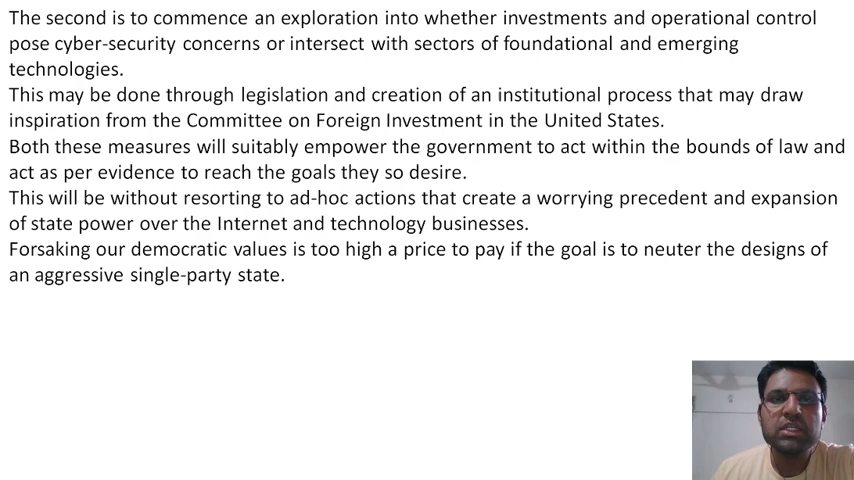 The second is to commence an exploration into whether investments and operational control
pose cyber-security concerns or intersect with sectors of foundational and emerging
technologies.
This may be done through legislation and creation of an institutional process that may draw
inspiration from the Committee on Foreign Investment in the United States.
Both these measures will suitably empower the government to act within the bounds of law and
act as per evidence to reach the goals they so desire.
This will be without resorting to ad-hoc actions that create a worrying precedent and expansion
of state power over the Internet and technology businesses.
Forsaking our democratic values is too high a price to pay if the goal is to neuter the designs of
an aggressive single-party state.